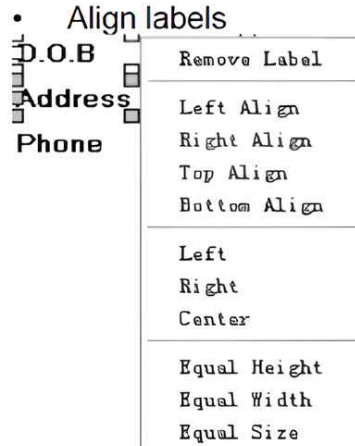 • Align labels
D.O.B
Address
Phone
Remove Label
Left Align
Right Align
Top Align
Bottom Align
Left
Right
Center
Equal Height
Equal Width
Equal Size